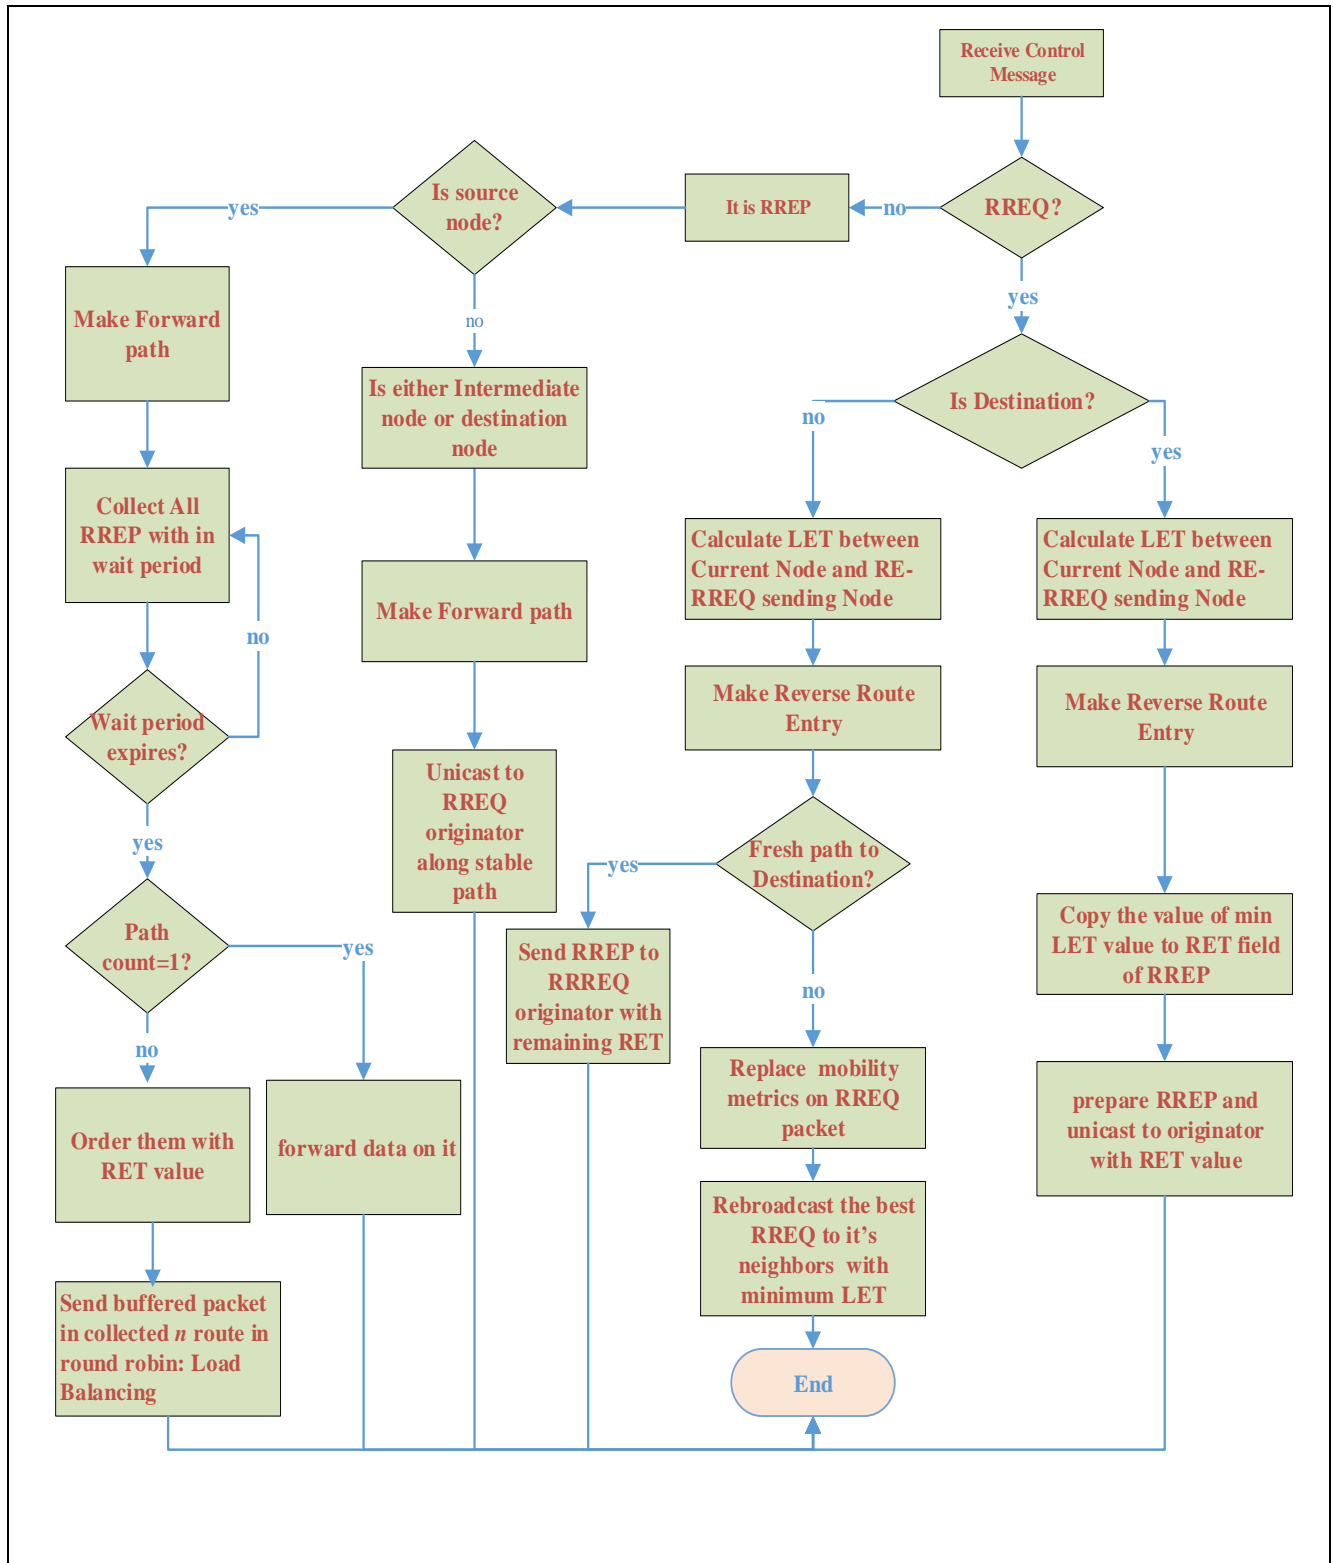 Receive Control
Message
RREQ?
no
It is RREP
Is source
node?
yes
yes
no
Make Forward
path
Is either Intermediate
node or destination
node
Is Destination?
no
yes
Collect All
RREP with in
wait period
no
Calculate LET between
Current Node and RE-
RREQ sending Node
Calculate LET between
Current Node and RE-
RREQ sending Node
Make Forward path
Make Reverse Route
Entry
Make Reverse Route
Entry
Wait period
expires?
yes
Unicast to
RREQ
originator
along stable
path
Fresh path to
Destination?
yes
no
Path
count=1?
yes
no
Send RREP to
RRREQ
originator with
remaining RET
Copy the value of min
LET value to RET field
of RREP
Replace mobility
metrics on RREQ
packet
prepare RREP and
unicast to originator
with RET value
Order them with
RET value
forward data on it
Rebroadcast the best
RREQ to it's
neighbors with
minimum LET
Send buffered packet
in collected n route in
round robin: Load
Balancing
End